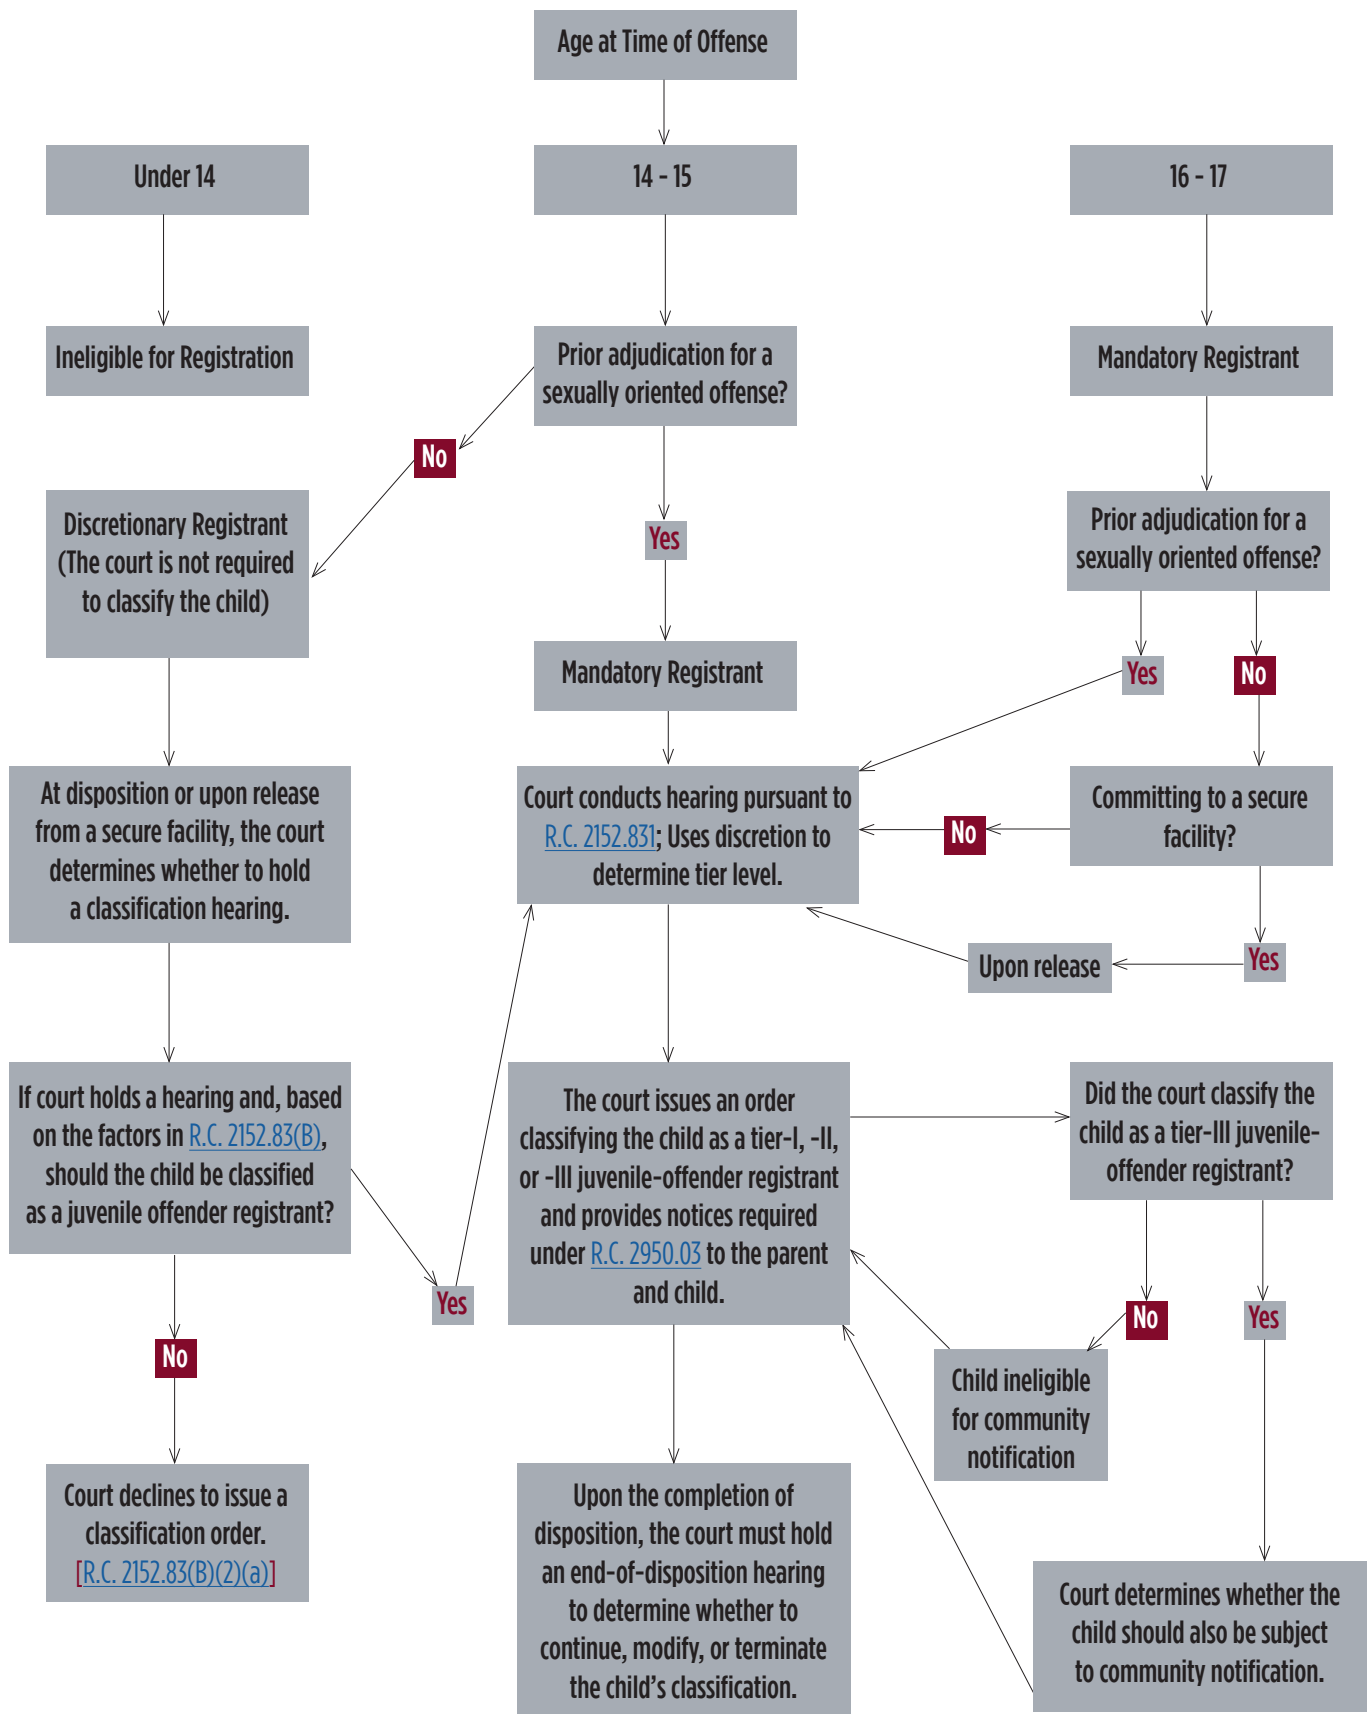 Age at Time of Offense
Under 14
14 - 15
16 - 17
Ineligible for Registration
Prior adjudication for a
sexually oriented offense?
Mandatory Registrant
No
Discretionary Registrant
(The court is not required
to classify the child)
Yes
Prior adjudication for a
sexually oriented offense?
Mandatory Registrant
Yes
No
At disposition or upon release
from a secure facility, the court
determines whether to hold
a classification hearing.
Court conducts hearing pursuant to
R.C. 2152.831; Uses discretion to
determine tier level.
No
Committing to a secure
facility?
Upon release
Yes
If court holds a hearing and, based
on the factors in R.C. 2152.83(B),
should the child be classified
as a juvenile offender registrant?
The court issues an order
classifying the child as a tier-I, -II,
or -III juvenile-offender registrant
and provides notices required
under R.C. 2950.03 to the parent
and child.
Did the court classify the
child as a tier-III juvenile-
offender registrant?
Yes
No
Yes
No
Child ineligible
for community
notification
Court declines to issue a
classification order.
[R.C. 2152.83(B)(2)(a)]
Upon the completion of
disposition, the court must hold
an end-of-disposition hearing
to determine whether to
continue, modify, or terminate
the child's classification.
Court determines whether the
child should also be subject
to community notification.